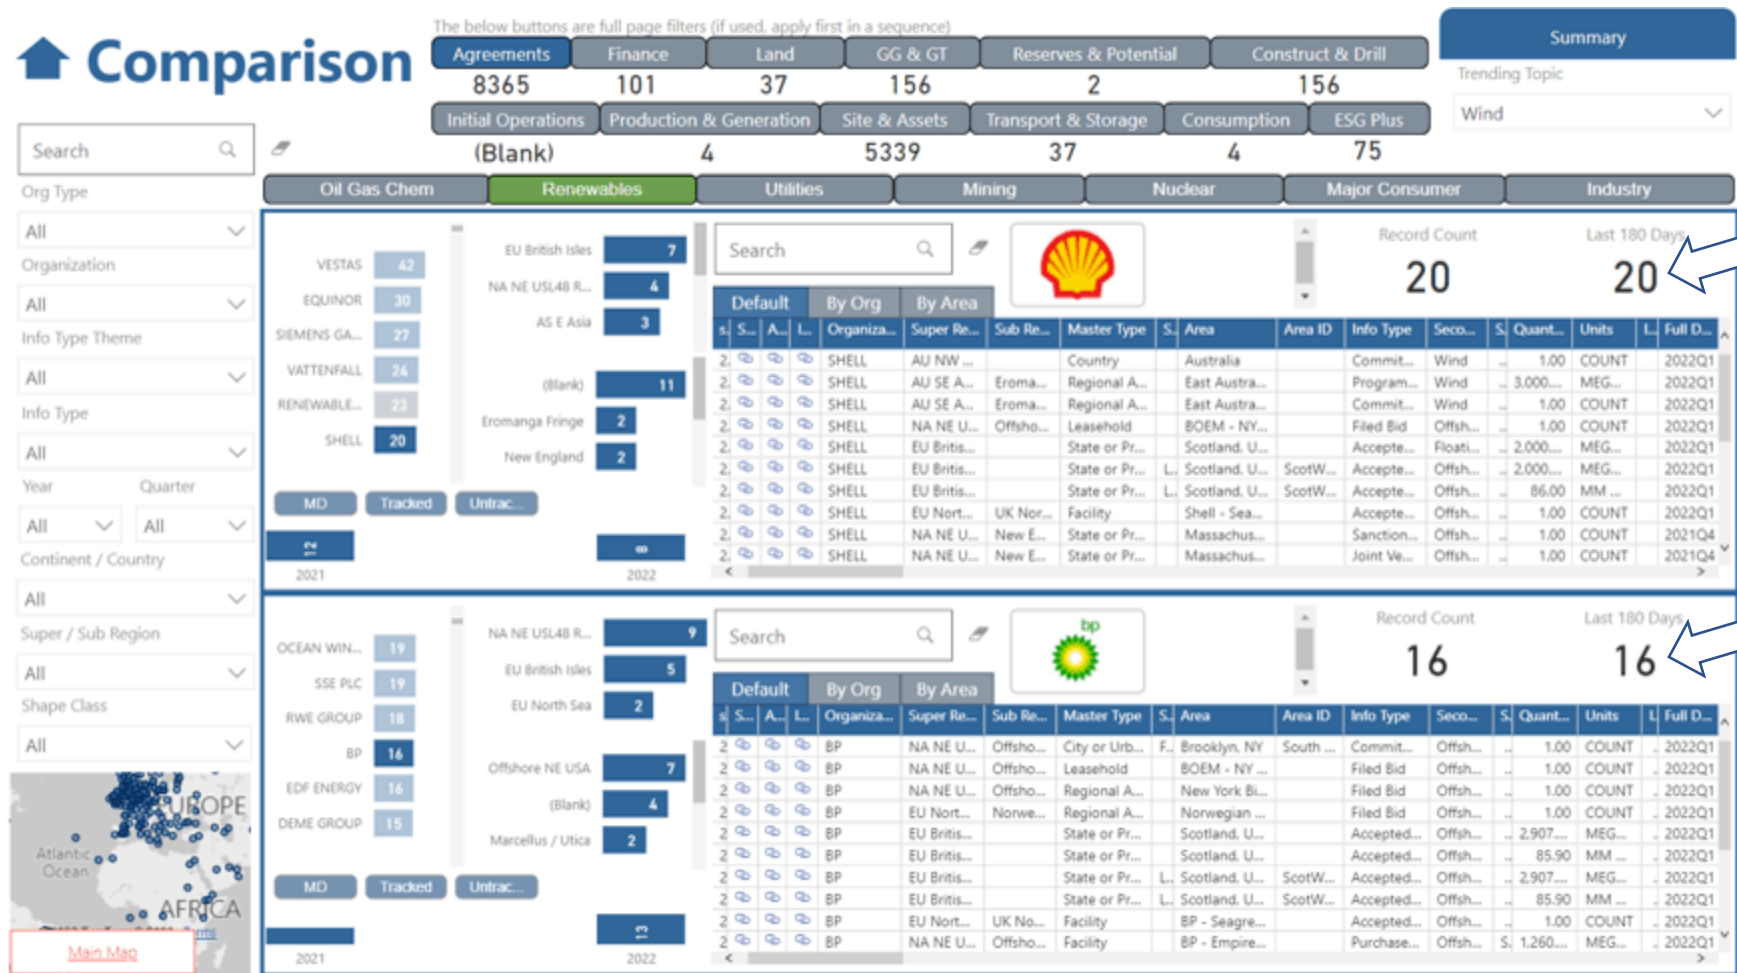 The below buttons are full page filters (if used, apply first in a sequence)
Comparison
Agreements Finance Land GG & GT Reserves & Potential Construct & Drill
8365 101 37 156 2 156
Initial Operations Production & Generation Site & Assets Transport & Storage Consumption ESG Plus
(Blank) 4 5339 37 4 75
Summary
Trending Topic
Wind
Oil Gas Chem Renewables Utilities Mining Nuclear Major Consumer Industry
Search
Org Type
All
Organization
All
Info Type Theme
All
Info Type
All
Year Quarter
All All
Continent / Country
All
Super / Sub Region
All
Shape Class
All
EUROPE
Atlantic
Ocean
AFRICA
Main Map
VESTAS 42
EQUINOR 30
SIEMENS GA... 27
VATTENFALL 24
RENEWABLE... 23
SHELL 20
MD Tracked Untrac...
12 8
2021 2022
EU British Isles 7
NA NE USL48 R... 4
AS E Asia 3
(Blank) 11
Eromanga Fringe 2
New England 2
Search
Record Count Last 180 Days
20 20
Default By Org By Area
s. S... A... I... Organiza... Super Re... Sub Re... Master Type S. Area Area ID Info Type Seco... S. Quant... Units I.. Full D...
2. SHELL AU NW ... Country Australia Commit... Wind ... 1.00 COUNT 2022Q1
2. SHELL AU SE A... Eroma... Regional A... East Austra... Program... Wind ... 3,000.... MEG... 2022Q1
2. SHELL AU SE A... Eroma... Regional A... East Austra... Commit... Wind ... 1.00 COUNT 2022Q1
2. SHELL NA NE U... Offsho... Leasehold BOEM - NY... Filed Bid Offsh... ... 1.00 COUNT 2022Q1
2. SHELL EU Britis... State or Pr... Scotland, U... Accepte... Floati... ... 2,000.... MEG... 2022Q1
2. SHELL EU Britis... State or Pr... L.. Scotland, U... ScotW... Accepte... Offsh... ... 2,000.... MEG... 2022Q1
2. SHELL EU Britis... State or Pr... L.. Scotland, U... ScotW... Accepte... Offsh... ... 86.00 MM ... 2022Q1
2. SHELL EU Nort... UK Nor... Facility Shell - Sea... Accepte... Offsh... ... 1.00 COUNT 2022Q1
2. SHELL NA NE U... New E... State or Pr... Massachus... Sanction... Offsh... ... 1.00 COUNT 2021Q4
2. SHELL NA NE U... New E... State or Pr... Massachus... Joint Ve... Offsh... ... 1.00 COUNT 2021Q4
OCEAN WIN... 19
SSE PLC 19
RWE GROUP 18
BP 16
EDF ENERGY 16
DEME GROUP 15
MD Tracked Untrac...
13
2021 2022
NA NE USL48 R... 9
EU British Isles 5
EU North Sea 2
Offshore NE USA 7
(Blank) 4
Marcellus / Utica 2
Search
bp
Record Count Last 180 Days
16 16
Default By Org By Area
s S... A... I... Organiza... Super Re... Sub Re... Master Type S.. Area Area ID Info Type Seco... S. Quant... Units I. Full D...
2 BP NA NE U... Offsho... City or Urb... F.. Brooklyn, NY South ... Commit... Offsh... .. 1.00 COUNT . 2022Q1
2 BP NA NE U... Offsho... Leasehold BOEM - NY ... Filed Bid Offsh... .. 1.00 COUNT . 2022Q1
2 BP NA NE U... Offsho... Regional A... New York Bi... Filed Bid Offsh... .. 1.00 COUNT . 2022Q1
2 BP EU Nort... Norwe... Regional A... Norwegian ... Filed Bid Offsh... .. 1.00 COUNT . 2022Q1
2 BP EU Britis... State or Pr... Scotland, U... Accepted... Offsh... .. 2,907.... MEG... . 2022Q1
2 BP EU Britis... State or Pr... Scotland, U... Accepted... Offsh... .. 85.90 MM ... . 2022Q1
2 BP EU Britis... State or Pr... L.. Scotland, U... ScotW... Accepted... Offsh... .. 2,907.... MEG... . 2022Q1
2 BP EU Britis... State or Pr... L.. Scotland, U... ScotW... Accepted... Offsh... .. 85.90 MM ... . 2022Q1
2 BP EU Nort... UK No... Facility BP - Seagre... Accepted... Offsh... .. 1.00 COUNT . 2022Q1
2 BP NA NE U... Offsho... Facility BP - Empire... Purchase... Offsh... S. 1,260.... MEG... . 2022Q1